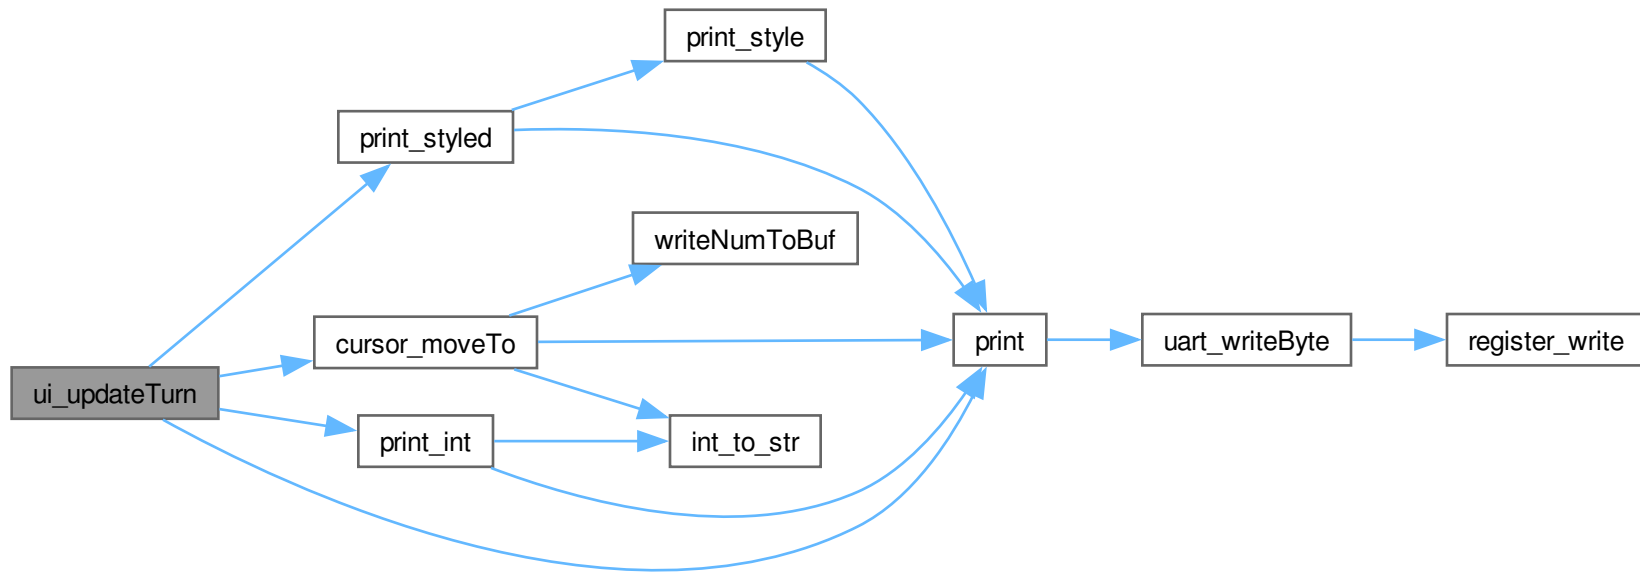 print_style
print_styled
writeNumToBuf
cursor_moveTo
print
uart_writeByte
register_write
ui_updateTurn
print_int
int_to_str